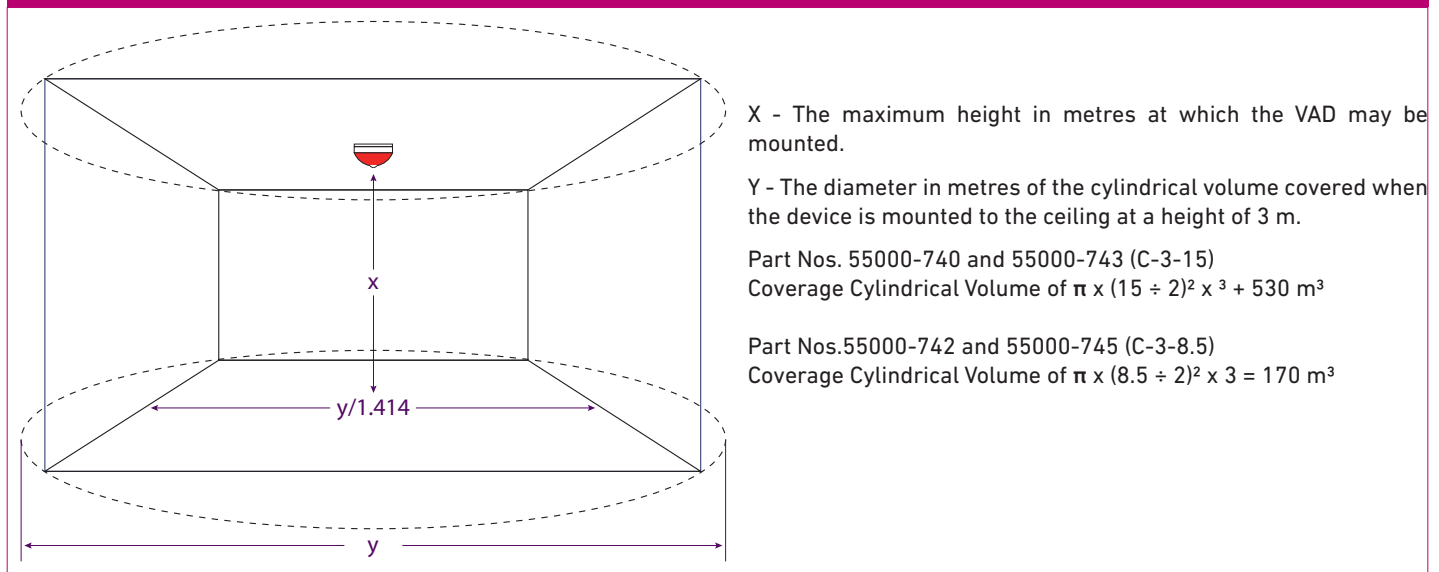 X - The maximum height in metres at which the VAD may be
mounted.
Y - The diameter in metres of the cylindrical volume covered when
the device is mounted to the ceiling at a height of 3 m.
Part Nos. 55000-740 and 55000-743 (C-3-15)
Coverage Cylindrical Volume of π x (15 ÷ 2)² x ³ + 530 m³
Part Nos.55000-742 and 55000-745 (C-3-8.5)
Coverage Cylindrical Volume of π x (8.5 ÷ 2)² x 3 = 170 m³
x
y/1.414
y